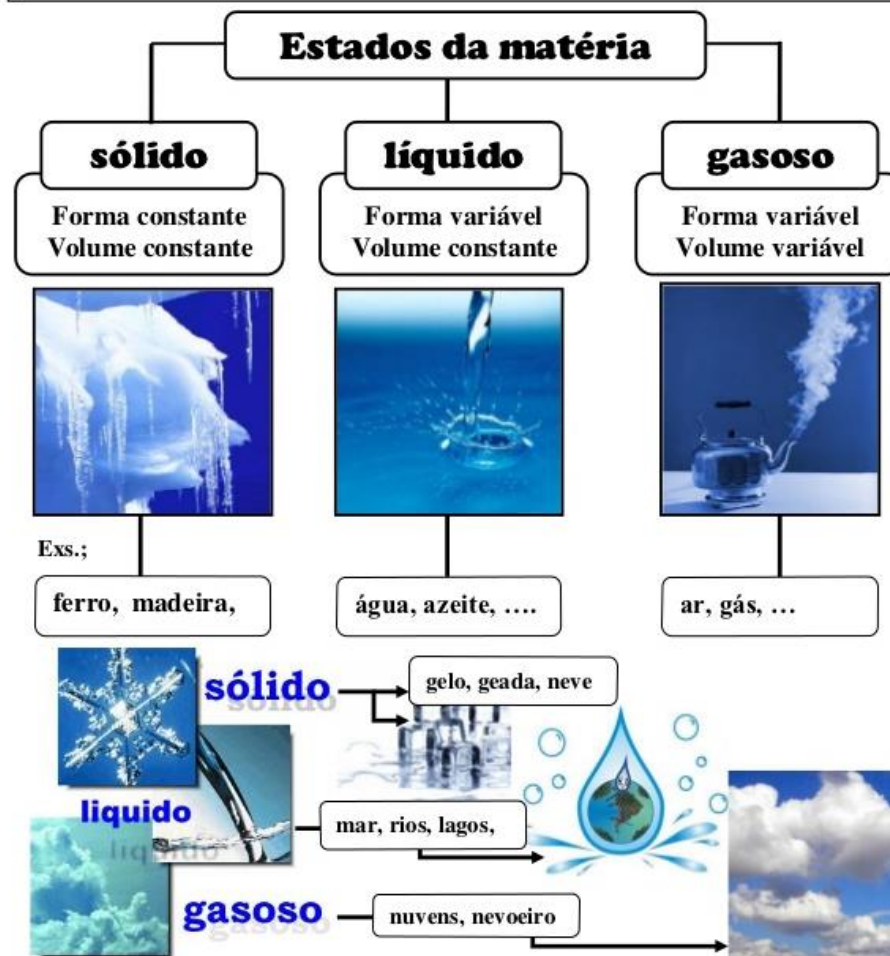 Estados da matéria
sólido
líquido
gasoso
Forma constante
Volume constante
Forma variável
Volume constante
Forma variável
Volume variável
Exs.;
ferro, madeira,
água, azeite, ....
ar, gás, ...
sólido
gelo, geada, neve
liquido
mar, rios, lagos,
gasoso
nuvens, nevoeiro